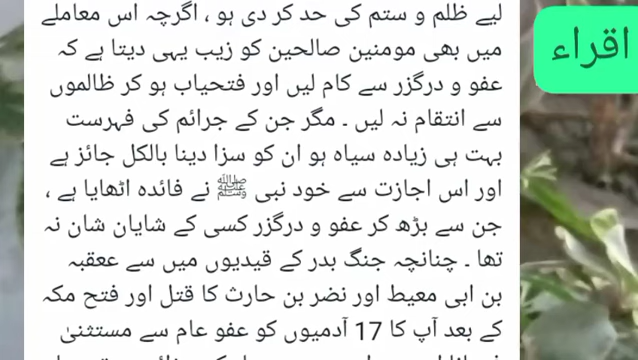 لیے ظلم و ستم کی حد کر دی ہو ، اگرچہ اس معاملے
میں بھی مومنین صالحین کو زیب یہی دیتا ہے کہ
عفو و درگزر سے کام لیں اور فتحیاب ہو کر ظالموں
سے انتقام نہ لیں ۔ مگر جن کے جرائم کی فہرست
بہت ہی زیادہ سیاہ ہو ان کو سزا دینا بالکل جائز ہے
اور اس اجازت سے خود نبی ﷺ نے فائدہ اٹھایا ہے ،
جن سے بڑھ کر عفو و درگزر کسی کے شایان شان نہ
تھا ۔ چنانچہ جنگ بدر کے قیدیوں میں سے ععقبہ
بن ابی معیط اور نضر بن حارث کا قتل اور فتح مکہ
کے بعد آپ کا 17 آدمیوں کو عفو عام سے مستثنیٰ
اقراء